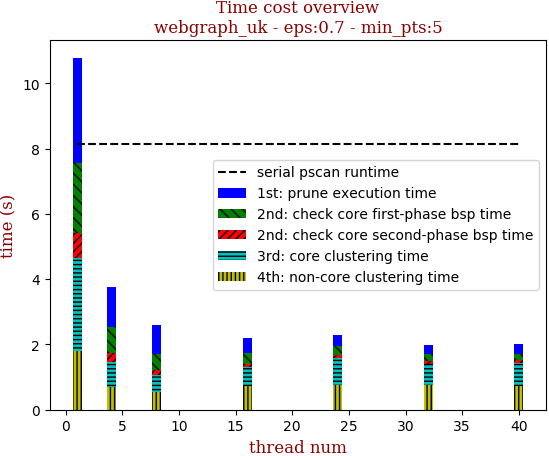 Time cost overview
webgraph_uk - eps:0.7 - min_pts:5
time (s)
10
8
6
4
2
0
serial pscan runtime
1st: prune execution time
2nd: check core first-phase bsp time
2nd: check core second-phase bsp time
3rd: core clustering time
4th: non-core clustering time
0 5 10 15 20 25 30 35 40
thread num